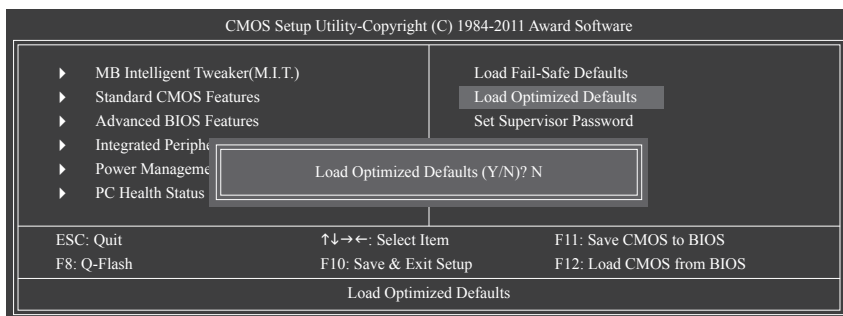 CMOS Setup Utility-Copyright (C) 1984-2011 Award Software
MB Intelligent Tweaker(M.I.T.)
Standard CMOS Features
Advanced BIOS Features
Integrated Periphe
Power Manageme
PC Health Status
Load Fail-Safe Defaults
Load Optimized Defaults
Set Supervisor Password
Load Optimized Defaults (Y/N)? N
ESC: Quit ↑↓→←: Select Item F11: Save CMOS to BIOS
F8: Q-Flash F10: Save & Exit Setup F12: Load CMOS from BIOS
Load Optimized Defaults